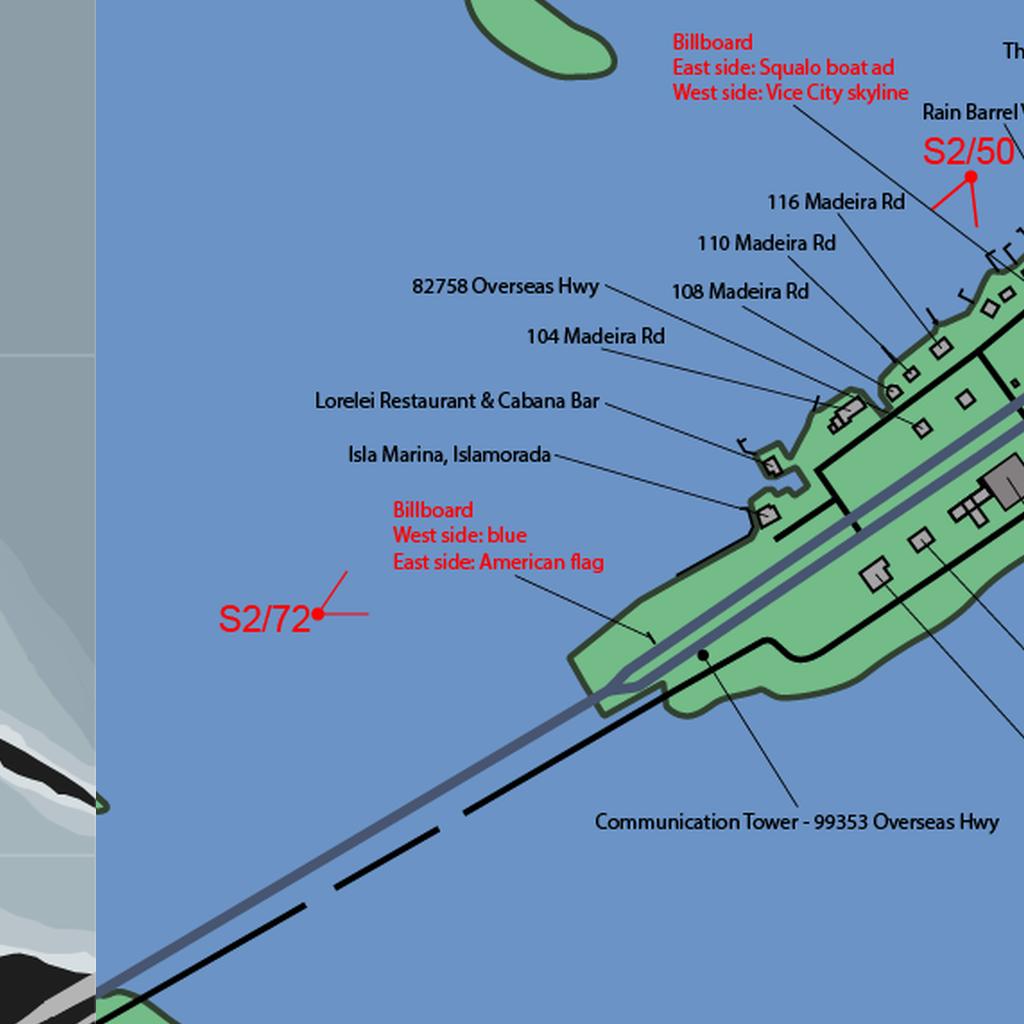 Billboard
East side: Squalo boat ad
West side: Vice City skyline
Th
Rain Barrel
S2/50
116 Madeira Rd
110 Madeira Rd
82758 Overseas Hwy
108 Madeira Rd
104 Madeira Rd
Lorelei Restaurant & Cabana Bar
Isla Marina, Islamorada
Billboard
West side: blue
East side: American flag
S2/72
Communication Tower - 99353 Overseas Hwy